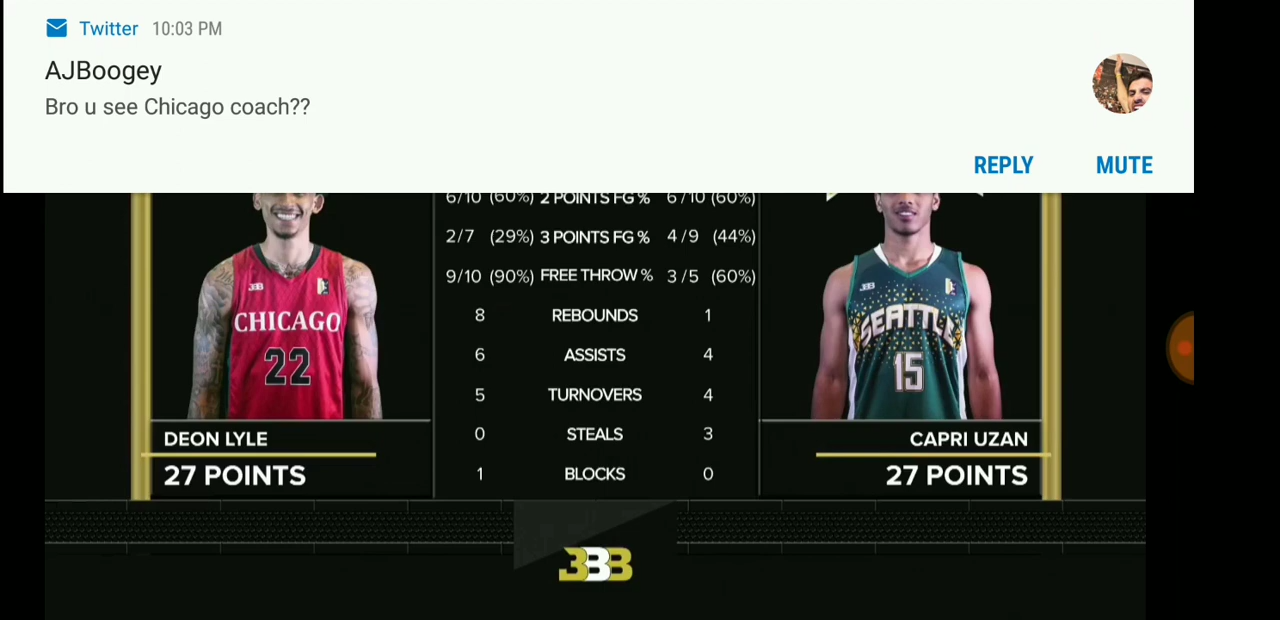 Twitter 10:03 PM
AJBoogey
Bro u see Chicago coach??
REPLY MUTE
6/10 (60%) 2 POINTS FG % 6/10 (60%)
2/7 (29%) 3 POINTS FG % 4/9 (44%)
9/10 (90%) FREE THROW % 3/5 (60%)
8 REBOUNDS 1
6 ASSISTS 4
5 TURNOVERS 4
0 STEALS 3
1 BLOCKS 0
BBB
CHICAGO
22
BBB
SEATTLE
15
DEON LYLE
27 POINTS
CAPRI UZAN
27 POINTS
BBB